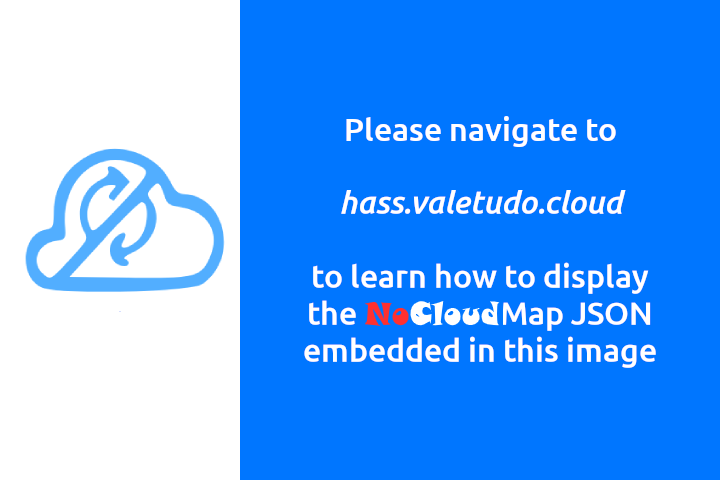 Please navigate to
hass.valetudo.cloud
to learn how to display
the NoCloudMap JSON
embedded in this image